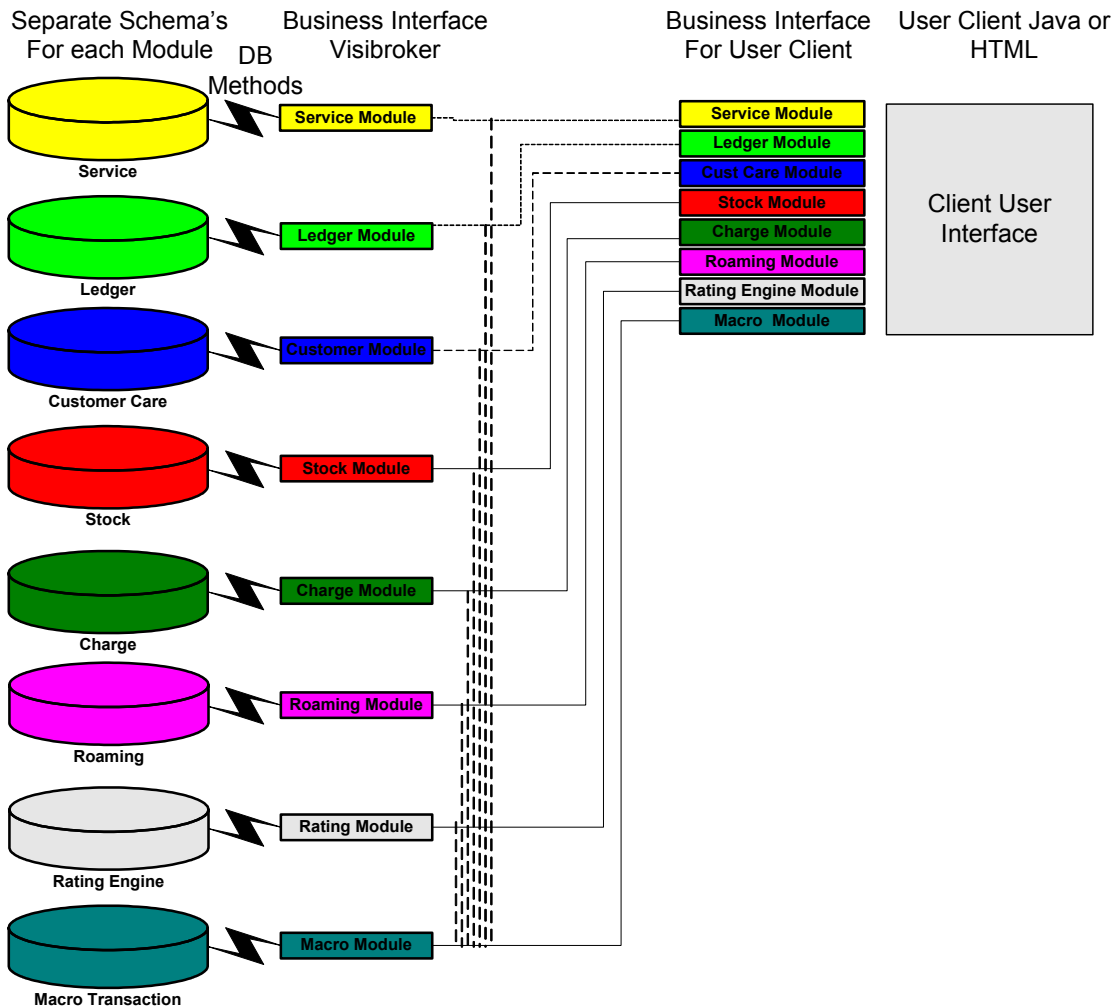 Separate Schema's
For each Module
DB
Methods
Business Interface
Visibroker
Business Interface
For User Client
User Client Java or
HTML
Service
Service Module
Ledger
Ledger Module
Customer Care
Customer Module
Stock
Stock Module
Charge
Charge Module
Roaming
Roaming Module
Rating Engine
Rating Module
Macro Transaction
Macro Module
Service Module
Ledger Module
Cust Care Module
Stock Module
Charge Module
Roaming Module
Rating Engine Module
Macro Module
Client User
Interface